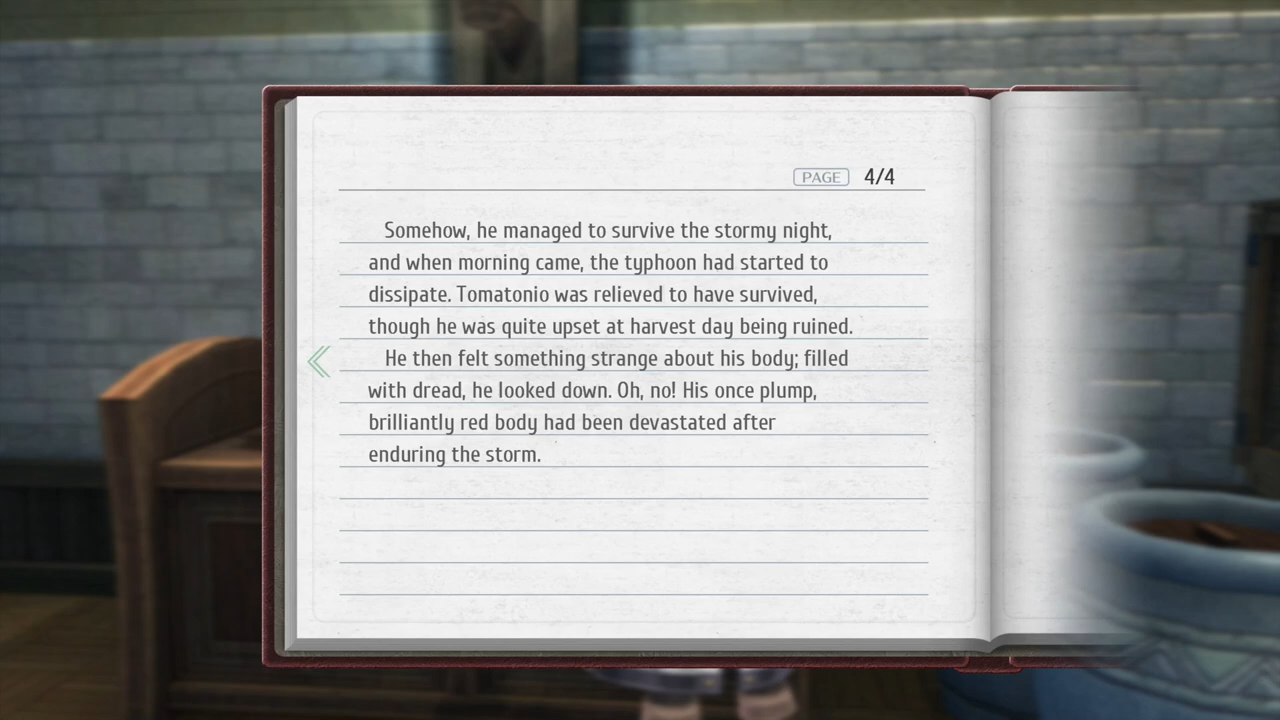 PAGE 4/4
Somehow, he managed to survive the stormy night,
and when morning came, the typhoon had started to
dissipate. Tomatonio was relieved to have survived,
though he was quite upset at harvest day being ruined.
He then felt something strange about his body; filled
with dread, he looked down. Oh, no! His once plump,
brilliantly red body had been devastated after
enduring the storm.